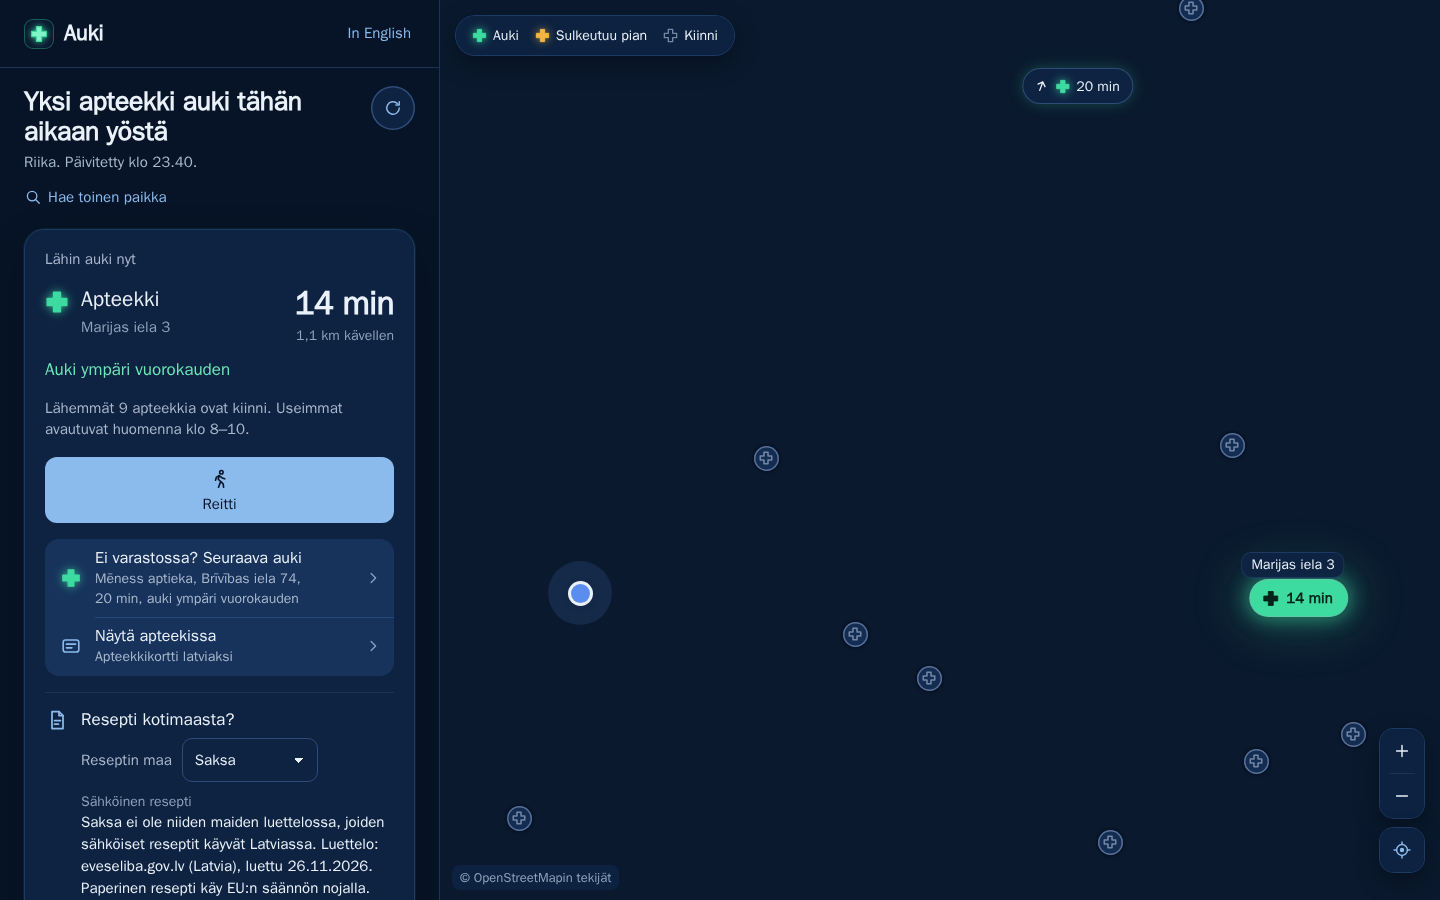 Auki
In English
Yksi apteekki auki tähän
aikaan yöstä
Riika. Päivitetty klo 23.40.
Hae toinen paikka
Lähin auki nyt
Apteekki
14 min
Marijas iela 3
1,1 km kävellen
Auki ympäri vuorokauden
Lähemmät 9 apteekkia ovat kiinni. Useimmat
avautuvat huomenna klo 8–10.
Reitti
Ei varastossa? Seuraava auki
Mēness aptieka, Brīvības iela 74,
20 min, auki ympäri vuorokauden
Näytä apteekissa
Apteekkikortti latviaksi
Resepti kotimaasta?
Reseptin maa
Saksa
Sähköinen resepti
Saksa ei ole niiden maiden luettelossa, joiden
sähköiset reseptit käyvät Latviassa. Luettelo:
eveseliba.gov.lv (Latvia), luettu 26.11.2026.
Paperinen resepti käy EU:n säännön nojalla.
Auki
Sulkeutuu pian
Kiinni
20 min
Marijas iela 3
14 min
© OpenStreetMapin tekijät